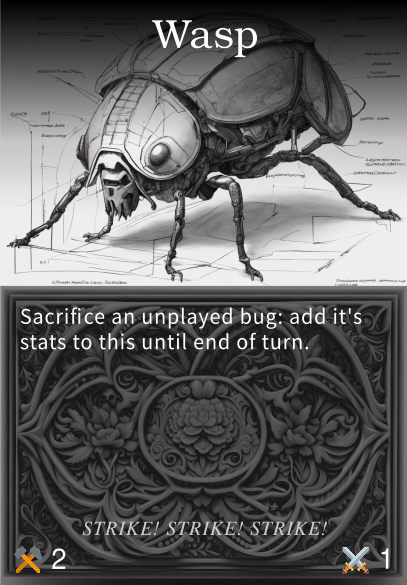 Wasp
Sacrifice an unplayed bug: add it's
stats to this until end of turn.
STRIKE! STRIKE! STRIKE!
2 1